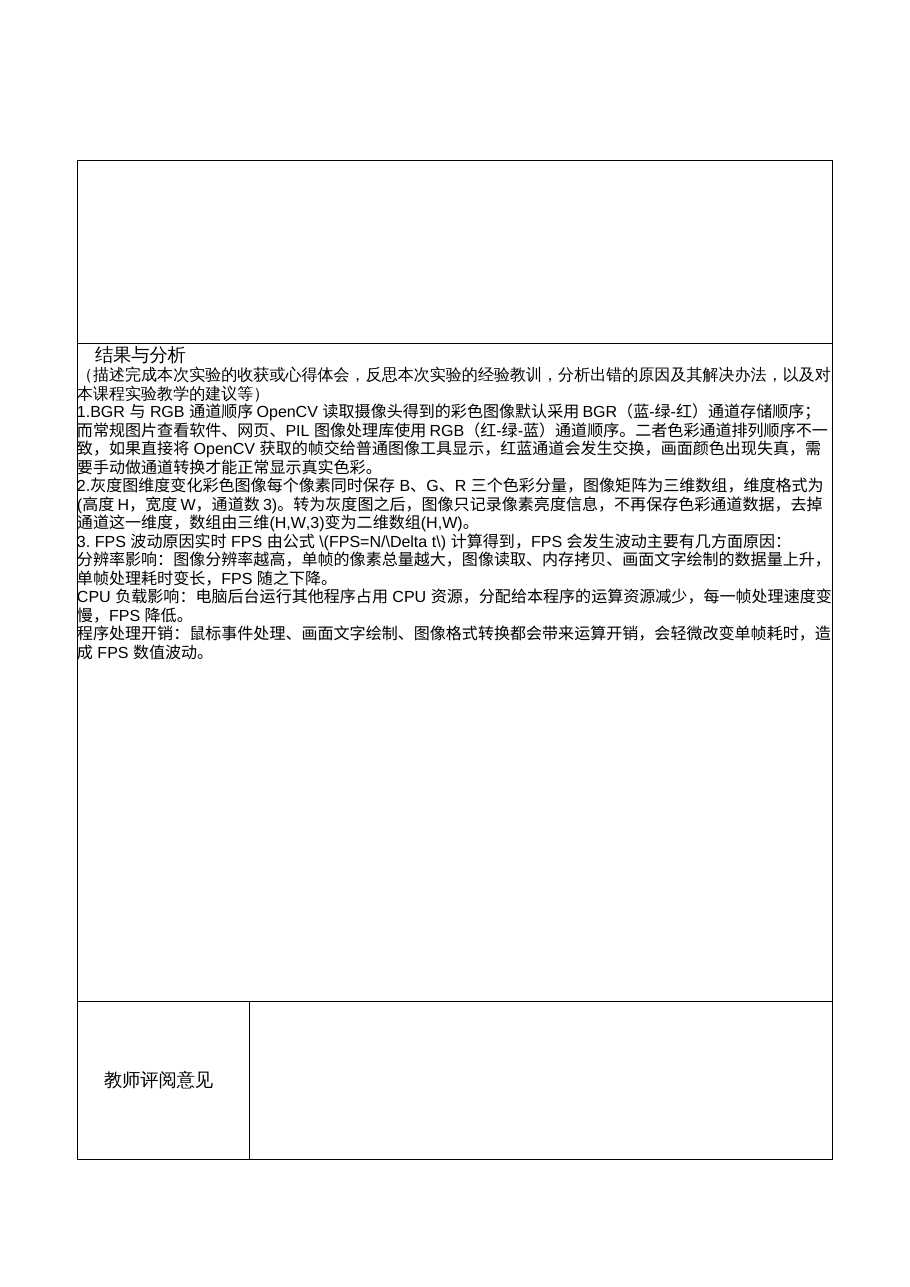 结果与分析
（描述完成本次实验的收获或心得体会，反思本次实验的经验教训，分析出错的原因及其解决办法，以及对
本课程实验教学的建议等）
1.BGR 与 RGB 通道顺序 OpenCV 读取摄像头得到的彩色图像默认采用 BGR（蓝-绿-红）通道存储顺序；
而常规图片查看软件、网页、PIL 图像处理库使用 RGB（红-绿-蓝）通道顺序。二者色彩通道排列顺序不一
致，如果直接将 OpenCV 获取的帧交给普通图像工具显示，红蓝通道会发生交换，画面颜色出现失真，需
要手动做通道转换才能正常显示真实色彩。
2.灰度图维度变化彩色图像每个像素同时保存 B、G、R 三个色彩分量，图像矩阵为三维数组，维度格式为
(高度 H，宽度 W，通道数 3)。转为灰度图之后，图像只记录像素亮度信息，不再保存色彩通道数据，去掉
通道这一维度，数组由三维(H,W,3)变为二维数组(H,W)。
3. FPS 波动原因实时 FPS 由公式 \(FPS=N/\Delta t\) 计算得到，FPS 会发生波动主要有几方面原因：
分辨率影响：图像分辨率越高，单帧的像素总量越大，图像读取、内存拷贝、画面文字绘制的数据量上升，
单帧处理耗时变长，FPS 随之下降。
CPU 负载影响：电脑后台运行其他程序占用 CPU 资源，分配给本程序的运算资源减少，每一帧处理速度变
慢，FPS 降低。
程序处理开销：鼠标事件处理、画面文字绘制、图像格式转换都会带来运算开销，会轻微改变单帧耗时，造
成 FPS 数值波动。
教师评阅意见